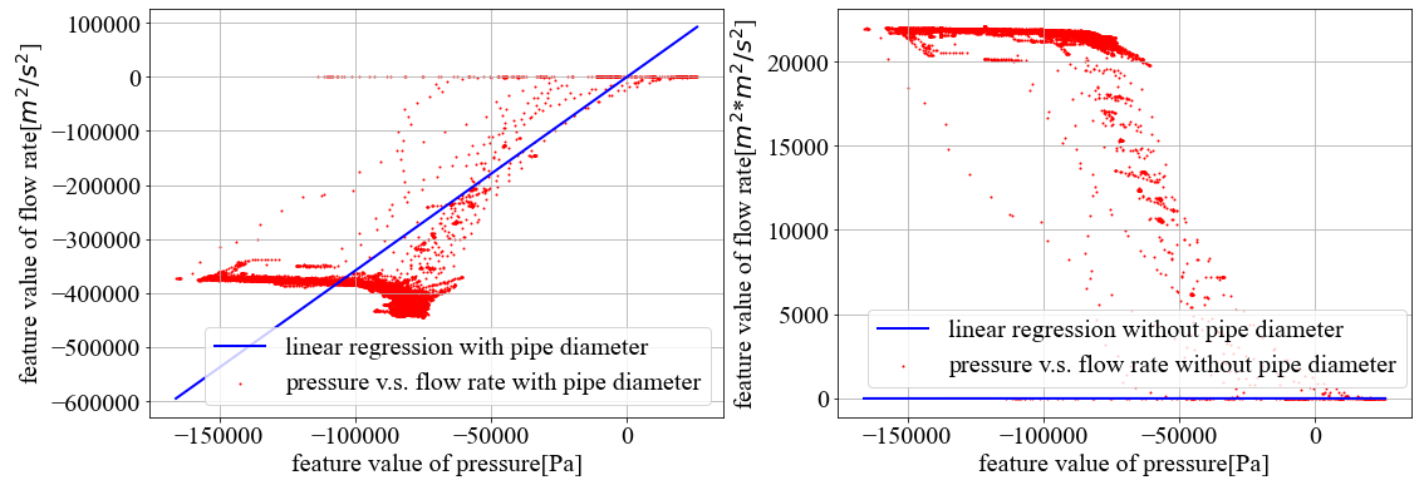 feature value of flow rate[m²/s²]
100000
0
−100000
−200000
−300000
−400000
−500000
−600000
linear regression with pipe diameter
pressure v.s. flow rate with pipe diameter
−150000 −100000 −50000 0
feature value of pressure[Pa]
feature value of flow rate[m²*m²/s²]
20000
15000
10000
5000
0
linear regression without pipe diameter
pressure v.s. flow rate without pipe diameter
−150000 −100000 −50000 0
feature value of pressure[Pa]